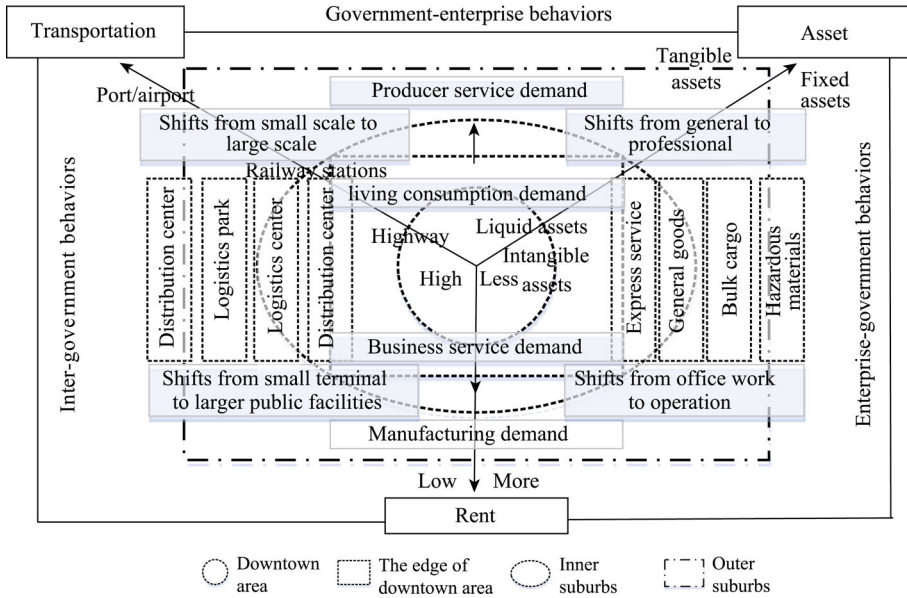 Government-enterprise behaviors
Transportation
Asset
Tangible
assets
Fixed
assets
Port/airport
Producer service demand
Shifts from small scale to
large scale
Shifts from general to
professional
Railway stations
living consumption demand
Inter-government behaviors
Distribution center
Logistics park
Logistics center
Distribution center
Highway
Liquid assets
Intangible
assets
High
Less
Express service
General goods
Bulk cargo
Hazardous
materials
Enterprise-government behaviors
Business service demand
Shifts from small terminal
to larger public facilities
Shifts from office work
to operation
Manufacturing demand
Low
More
Rent
Downtown
area
The edge of
downtown area
Inner
suburbs
Outer
suburbs